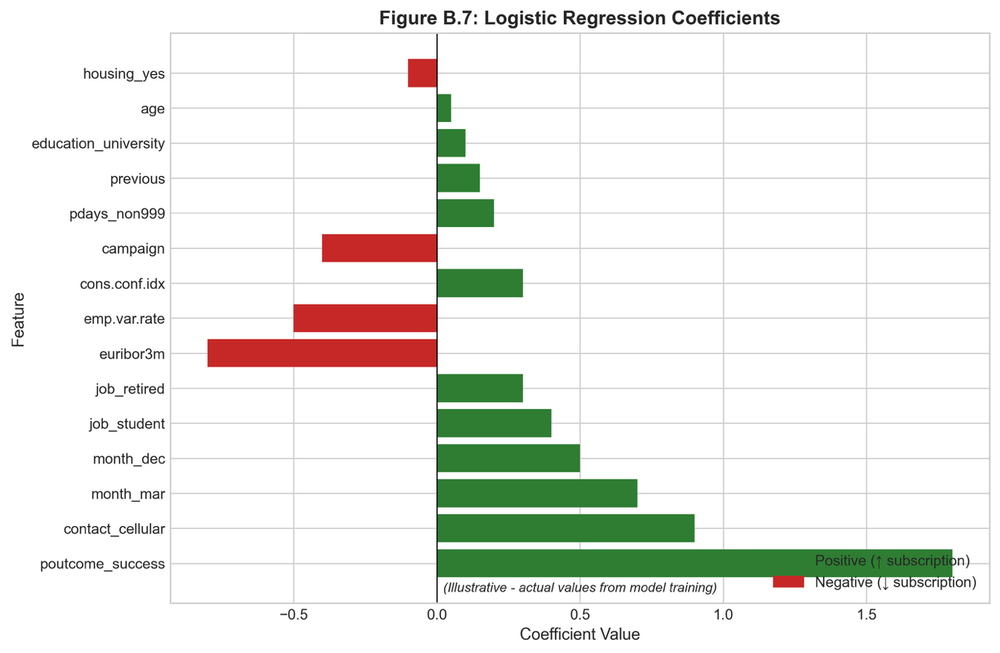 Figure B.7: Logistic Regression Coefficients
housing_yes
age
education_university
previous
pdays_non999
campaign
cons.conf.idx
emp.var.rate
euribor3m
job_retired
job_student
month_dec
month_mar
contact_cellular
poutcome_success
Feature
Positive (↑ subscription)
Negative (↓ subscription)
(Illustrative - actual values from model training)
−0.5 0.0 0.5 1.0 1.5
Coefficient Value